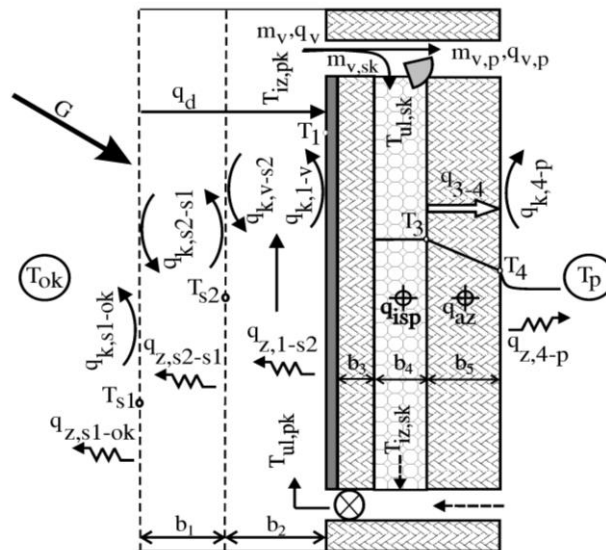 m_v,q_v
m_v,p,q_v,p
m_v,sk
T_iz,pk
q_d
G
T_1
T_ul,sk
q_k,s2-s1
q_k,v-s2
q_k,1-v
q_3-4
q_k,4-p
T_3
T_4
T_ok
T_p
T_s2
q_isp
q_az
q_k,s1-ok
q_z,s2-s1
q_z,1-s2
q_z,4-p
b_3
b_4
b_5
T_s1
q_z,s1-ok
T_ul,pk
T_iz,sk
b_1
b_2